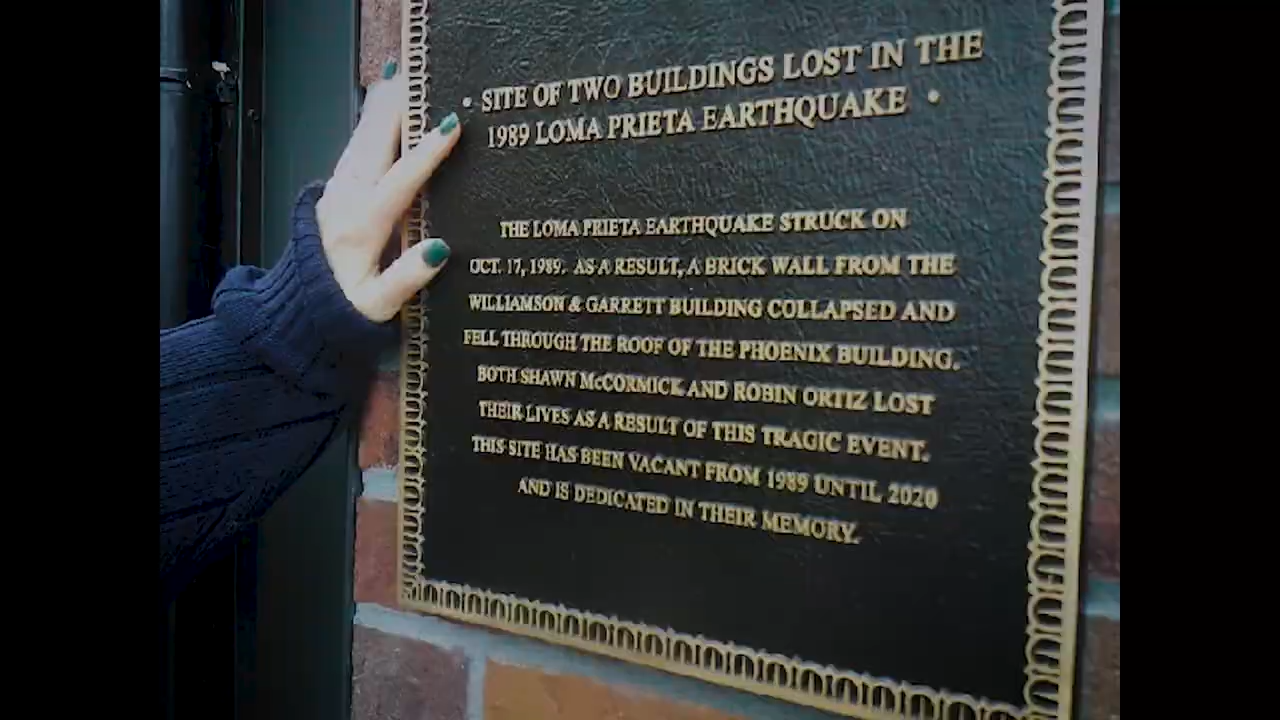 • SITE OF TWO BUILDINGS LOST IN THE
1989 LOMA PRIETA EARTHQUAKE •
THE LOMA PRIETA EARTHQUAKE STRUCK ON
OCT. 17, 1989. AS A RESULT, A BRICK WALL FROM THE
WILLIAMSON & GARRETT BUILDING COLLAPSED AND
FELL THROUGH THE ROOF OF THE PHOENIX BUILDING.
BOTH SHAWN McCORMICK AND ROBIN ORTIZ LOST
THEIR LIVES AS A RESULT OF THIS TRAGIC EVENT.
THIS SITE HAS BEEN VACANT FROM 1989 UNTIL 2020
AND IS DEDICATED IN THEIR MEMORY.